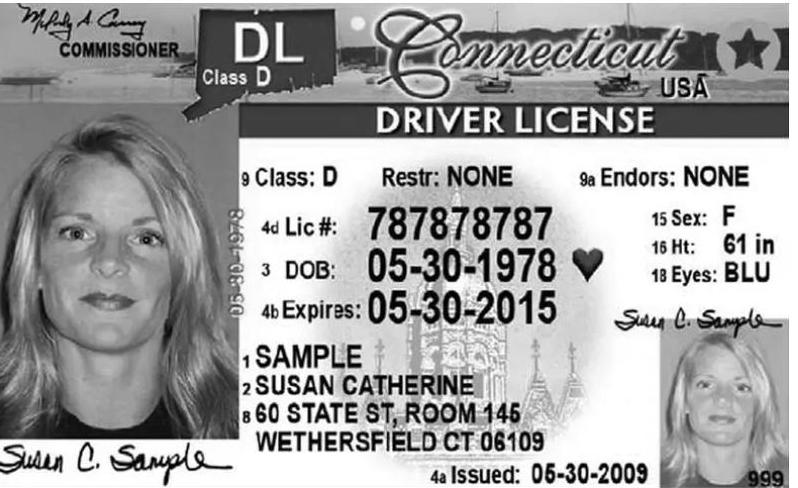 COMMISSIONER
DL
Class D
Connecticut
USA
DRIVER LICENSE
9 Class: D Restr: NONE 9a Endors: NONE
4d Lic #: 787878787
15 Sex: F
3 DOB: 05-30-1978
16 Ht: 61 in
18 Eyes: BLU
4b Expires: 05-30-2015
05-30-1978
Susan C. Sample
1 SAMPLE
2 SUSAN CATHERINE
8 60 STATE ST, ROOM 145
WETHERSFIELD CT 06109
Susan C. Sample
4a Issued: 05-30-2009
999